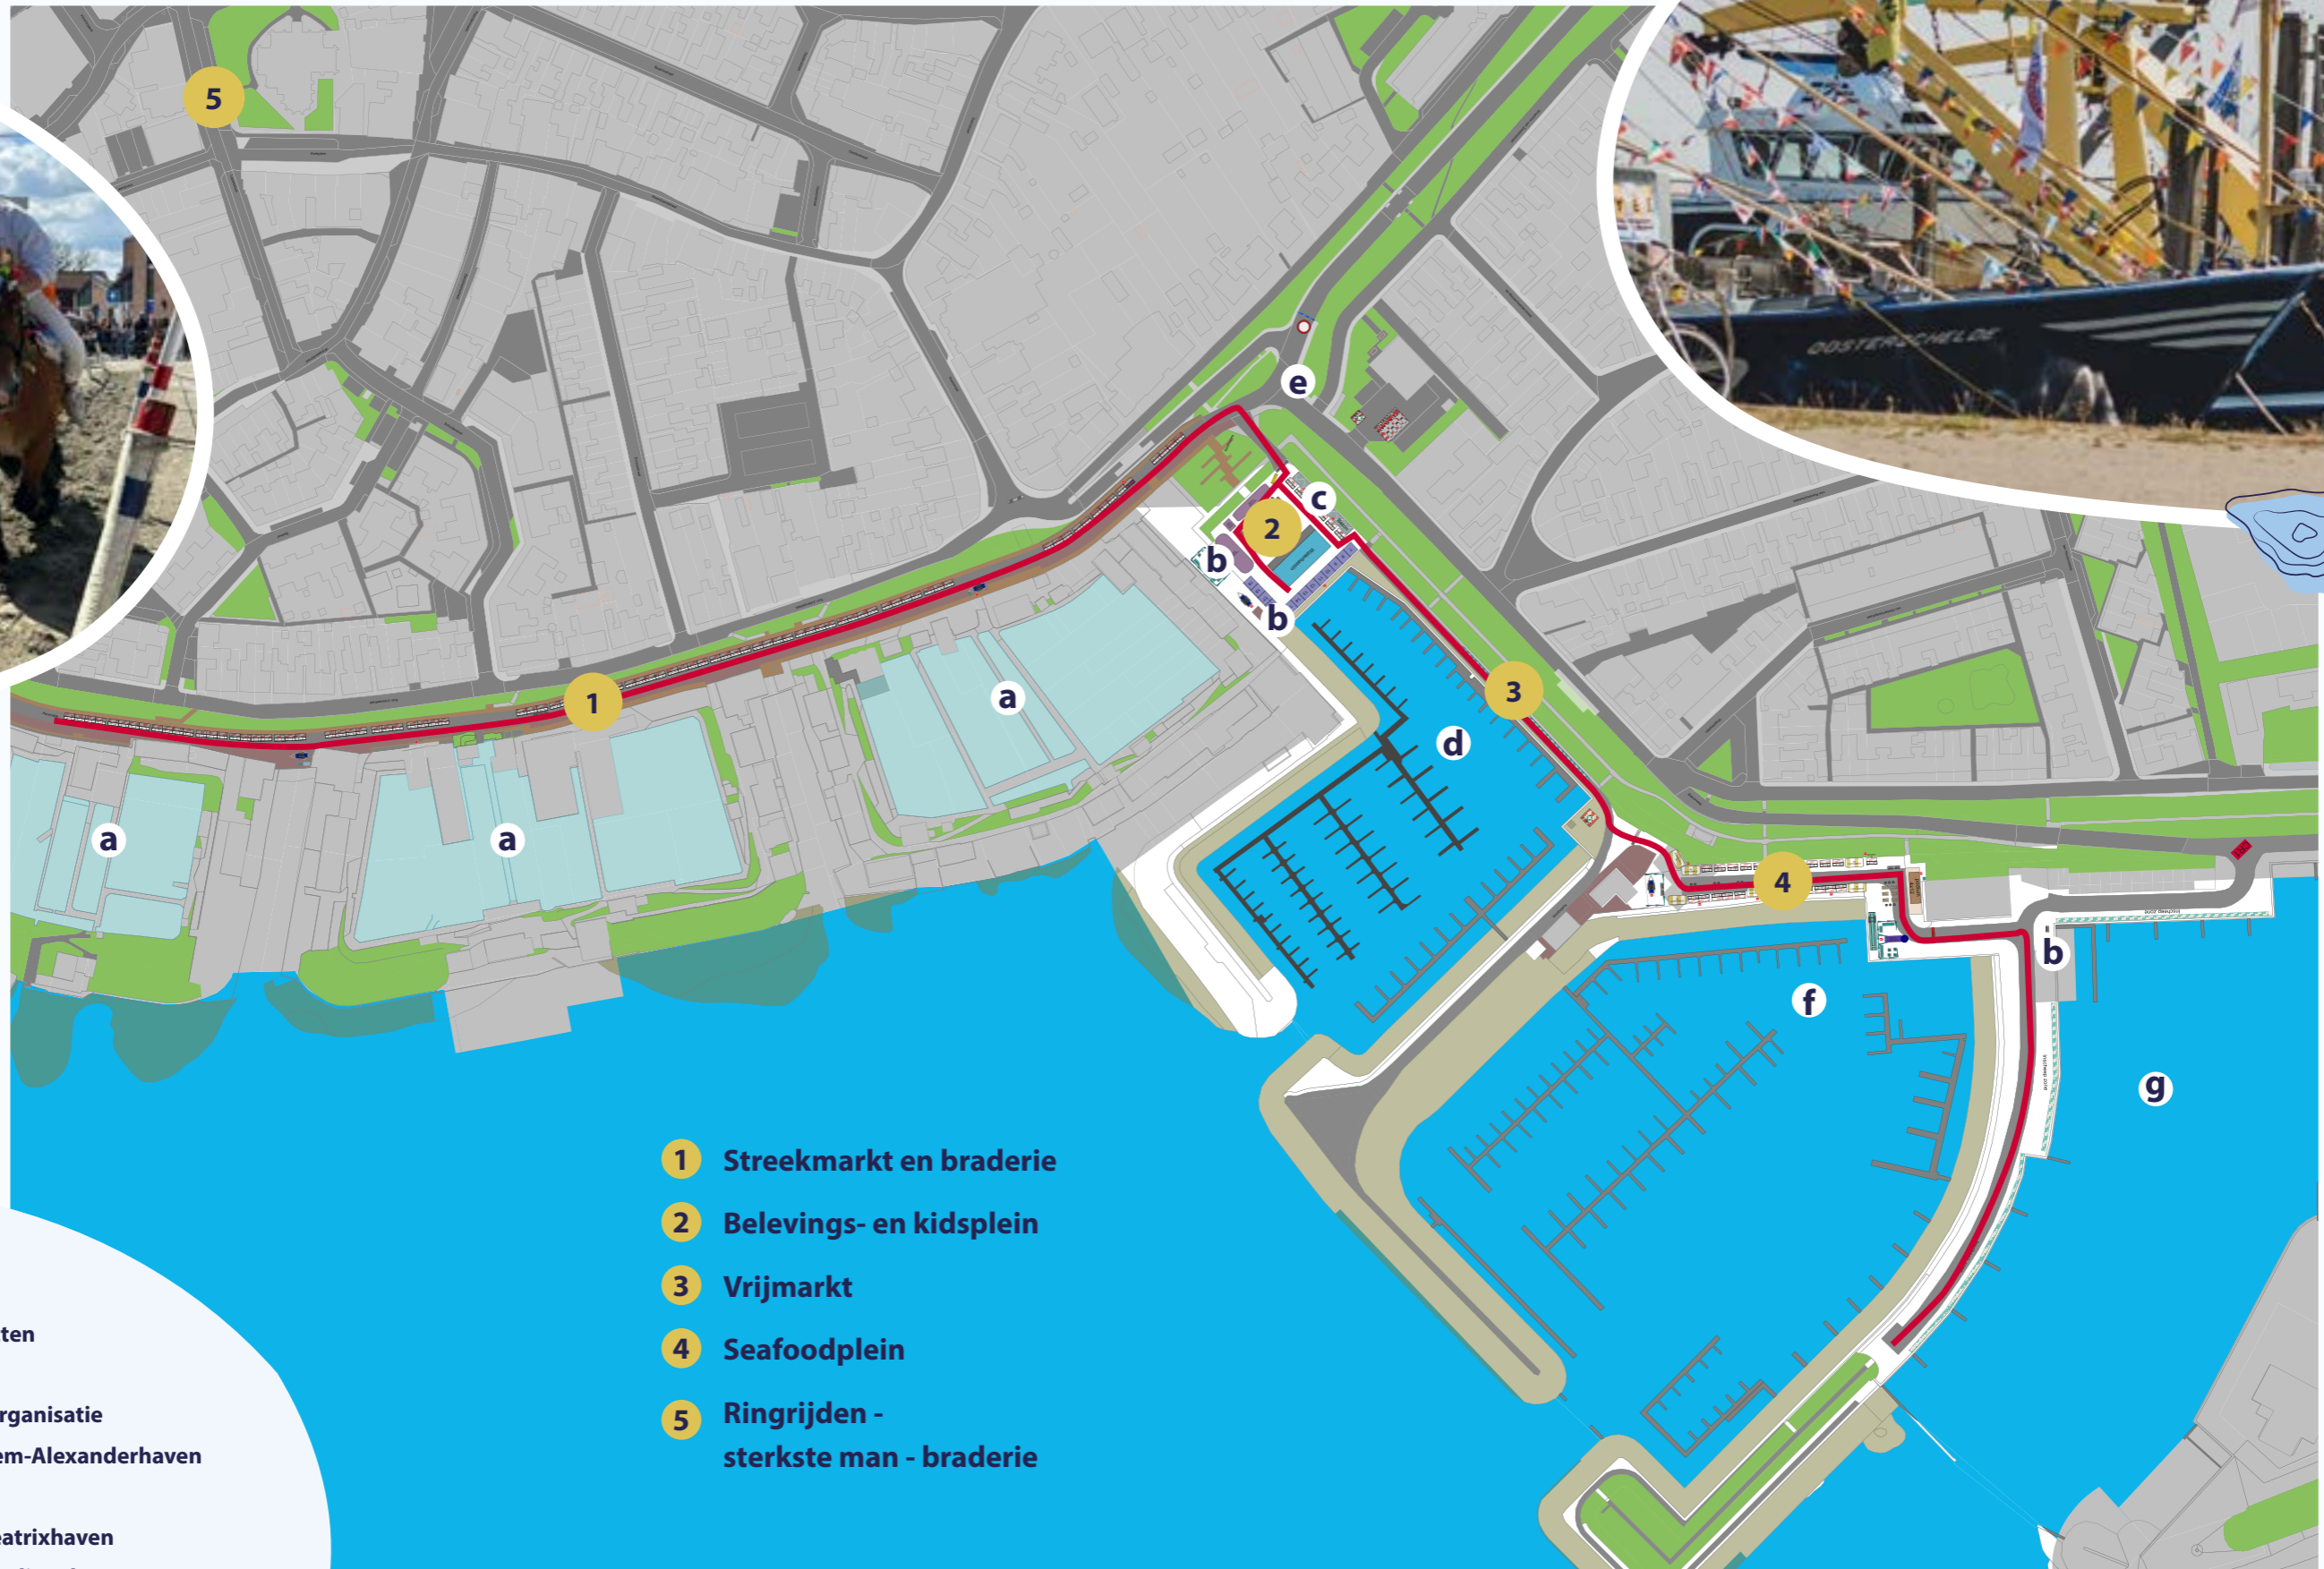 5
OOSTERSCHELDE
e
c
2
b
b
1
a
3
d
a
a
4
b
f
g
1 Streekmarkt en braderie
2 Belevings- en kidsplein
3 Vrijmarkt
4 Seafoodplein
5 Ringrijden -
sterkste man - braderie
ten
rganisatie
em-Alexanderhaven
eatrixhaven